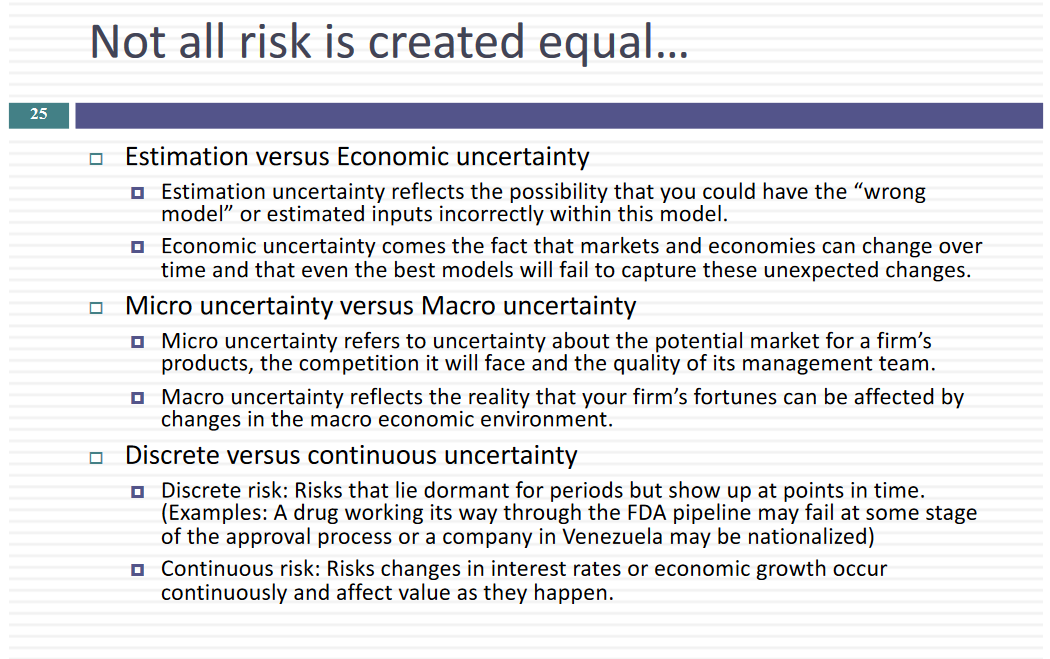 Not all risk is created equal…
25
Estimation versus Economic uncertainty
Estimation uncertainty reflects the possibility that you could have the “wrong
model” or estimated inputs incorrectly within this model.
Economic uncertainty comes the fact that markets and economies can change over
time and that even the best models will fail to capture these unexpected changes.
Micro uncertainty versus Macro uncertainty
Micro uncertainty refers to uncertainty about the potential market for a firm’s
products, the competition it will face and the quality of its management team.
Macro uncertainty reflects the reality that your firm’s fortunes can be affected by
changes in the macro economic environment.
Discrete versus continuous uncertainty
Discrete risk: Risks that lie dormant for periods but show up at points in time.
(Examples: A drug working its way through the FDA pipeline may fail at some stage
of the approval process or a company in Venezuela may be nationalized)
Continuous risk: Risks changes in interest rates or economic growth occur
continuously and affect value as they happen.